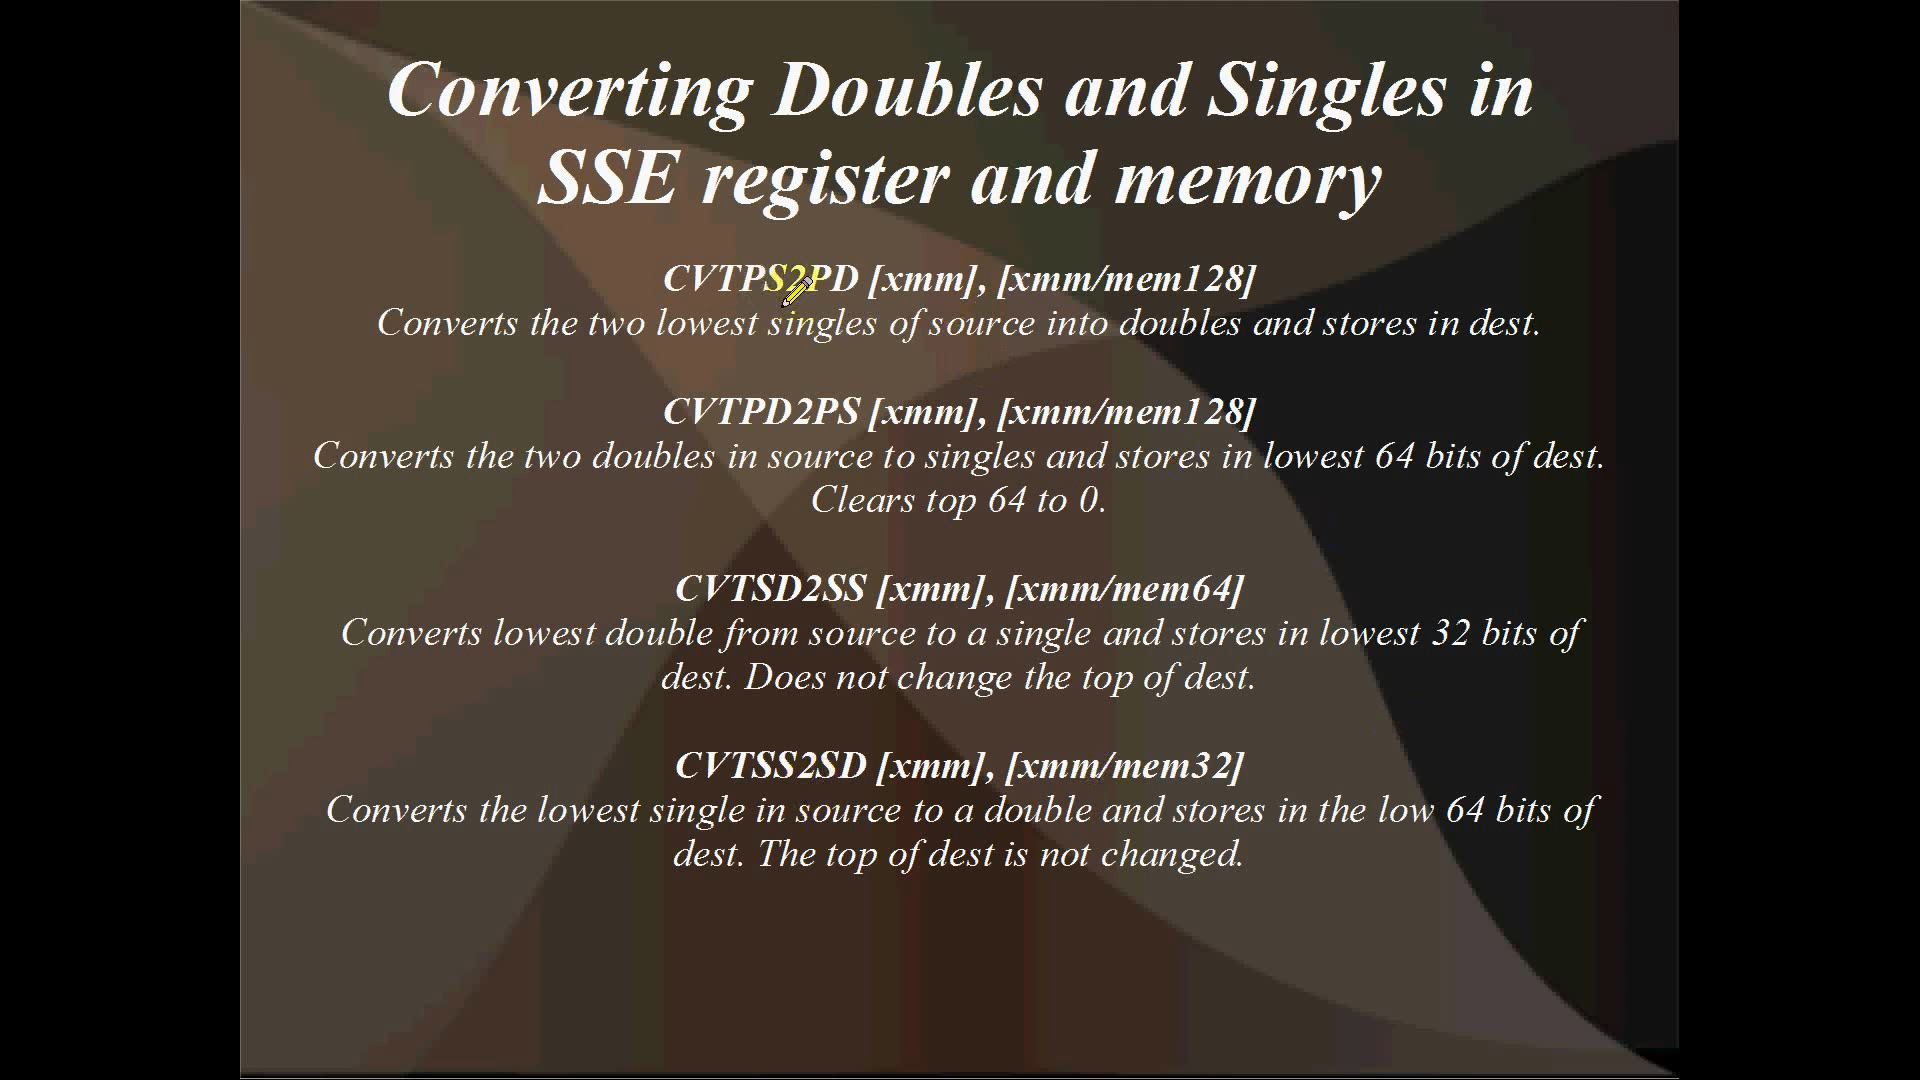 Converting Doubles and Singles in
SSE register and memory
CVTPS2PD [xmm], [xmm/mem128]
Converts the two lowest singles of source into doubles and stores in dest.
CVTPD2PS [xmm], [xmm/mem128]
Converts the two doubles in source to singles and stores in lowest 64 bits of dest.
Clears top 64 to 0.
CVTSD2SS [xmm], [xmm/mem64]
Converts lowest double from source to a single and stores in lowest 32 bits of
dest. Does not change the top of dest.
CVTSS2SD [xmm], [xmm/mem32]
Converts the lowest single in source to a double and stores in the low 64 bits of
dest. The top of dest is not changed.